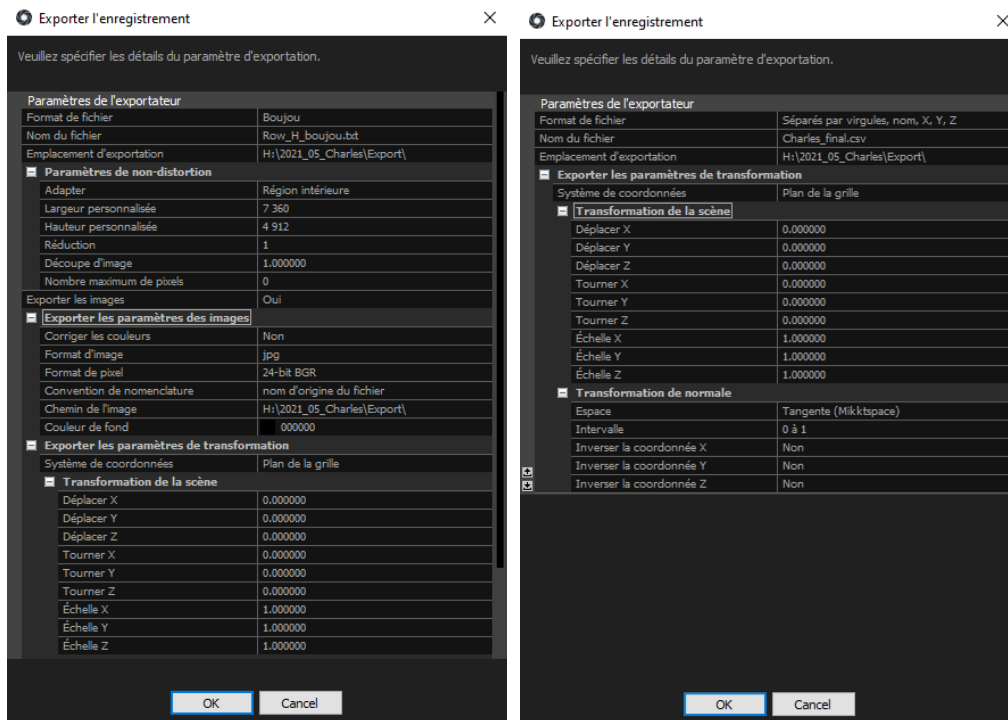 Exporter l'enregistrement
Veuillez spécifier les détails du paramètre d'exportation.
Paramètres de l'exportateur
Format de fichier Boujou
Nom du fichier Row_H_boujou.txt
Emplacement d'exportation H:\2021_05_Charles\Export\
Paramètres de non-distortion
Adapter Région intérieure
Largeur personnalisée 7 360
Hauteur personnalisée 4 912
Réduction 1
Découpe d'image 1.000000
Nombre maximum de pixels 0
Exporter les images Oui
Exporter les paramètres des images
Corriger les couleurs Non
Format d'image jpg
Format de pixel 24-bit BGR
Convention de nomenclature nom d'origine du fichier
Chemin de l'image H:\2021_05_Charles\Export\
Couleur de fond 000000
Exporter les paramètres de transformation
Système de coordonnées Plan de la grille
Transformation de la scène
Déplacer X 0.000000
Déplacer Y 0.000000
Déplacer Z 0.000000
Tourner X 0.000000
Tourner Y 0.000000
Tourner Z 0.000000
Échelle X 1.000000
Échelle Y 1.000000
Échelle Z 1.000000
OK Cancel
Exporter l'enregistrement
Veuillez spécifier les détails du paramètre d'exportation.
Paramètres de l'exportateur
Format de fichier Séparés par virgules, nom, X, Y, Z
Nom du fichier Charles_final.csv
Emplacement d'exportation H:\2021_05_Charles\Export\
Exporter les paramètres de transformation
Système de coordonnées Plan de la grille
Transformation de la scène
Déplacer X 0.000000
Déplacer Y 0.000000
Déplacer Z 0.000000
Tourner X 0.000000
Tourner Y 0.000000
Tourner Z 0.000000
Échelle X 1.000000
Échelle Y 1.000000
Échelle Z 1.000000
Transformation de normale
Espace Tangente (Mikktspace)
Intervalle 0 à 1
Inverser la coordonnée X Non
Inverser la coordonnée Y Non
Inverser la coordonnée Z Non
OK Cancel